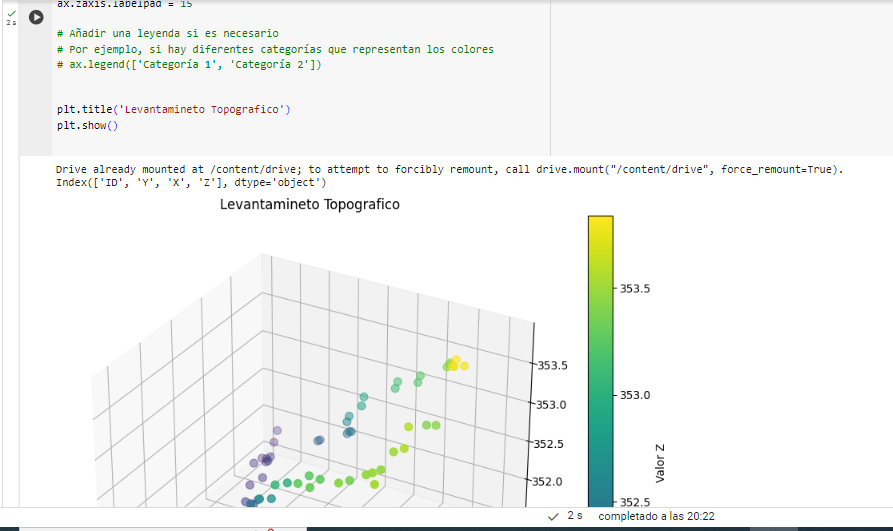 ax.zaxis.labelpad = 15
2 s
# Añadir una leyenda si es necesario
# Por ejemplo, si hay diferentes categorías que representan los colores
# ax.legend(['Categoría 1', 'Categoría 2'])
plt.title('Levantamineto Topografico')
plt.show()
Drive already mounted at /content/drive; to attempt to forcibly remount, call drive.mount("/content/drive", force_remount=True).
Index(['ID', 'Y', 'X', 'Z'], dtype='object')
Levantamineto Topografico
353.5
353.0
352.5
352.0
353.5
353.0
352.5
Valor Z
2 s completado a las 20:22